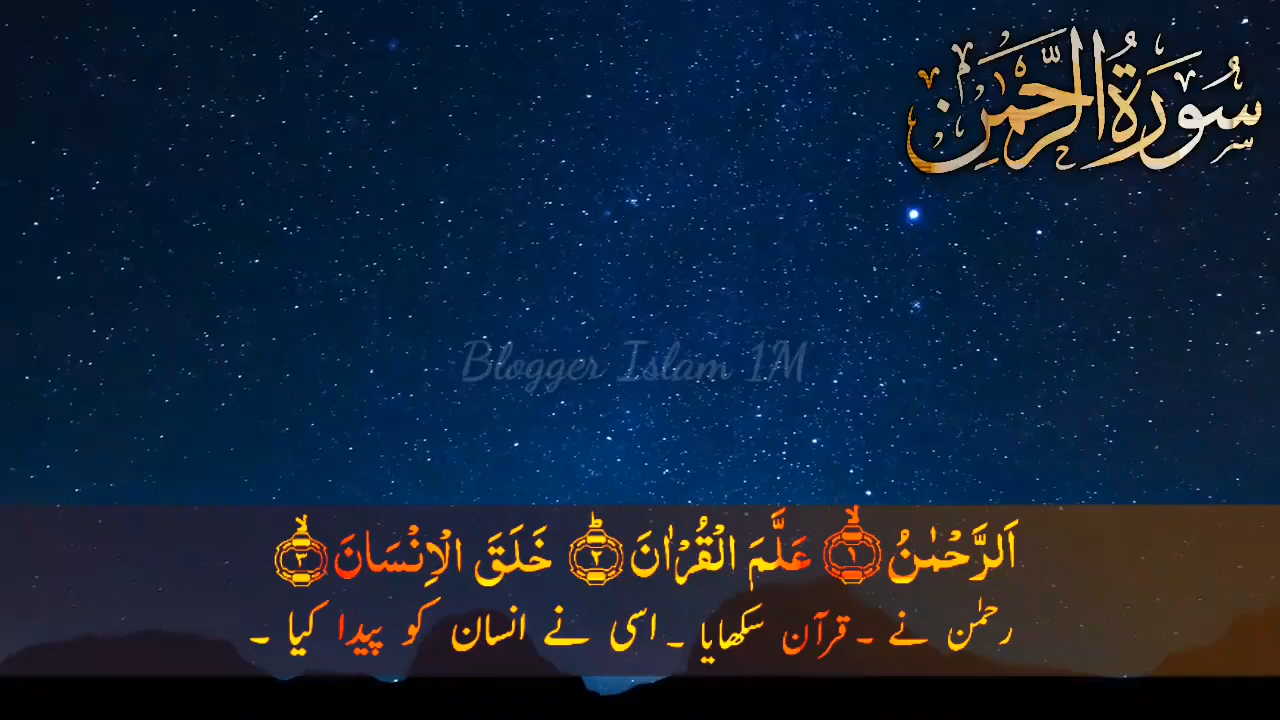 سُورَةُ الرَّحْمٰن
Blogger Islam 1M
اَلرَّحْمٰنُ ۙ﴿۱﴾ عَلَّمَ الْقُرْاٰنَ ؕ﴿۲﴾ خَلَقَ الْاِنْسَانَ ۙ﴿۳﴾
رحمٰن نے ۔ قرآن سکھایا ۔ اسی نے انسان کو پیدا کیا ۔